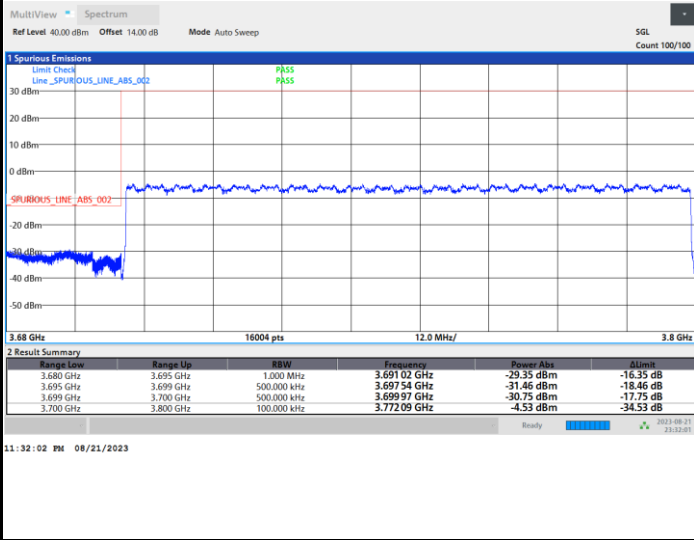 MultiView Spectrum
Ref Level 40.00 dBm Offset 14.00 dB Mode Auto Sweep SGL
Count 100/100
1 Spurious Emissions
Limit Check PASS
Line _SPURIOUS_LINE_ABS_002 PASS
30 dBm
20 dBm
10 dBm
0 dBm
_SPURIOUS_LINE_ABS_002
-20 dBm
-30 dBm
-40 dBm
-50 dBm
3.68 GHz 16004 pts 12.0 MHz/ 3.8 GHz
2 Result Summary
Range Low Range Up RBW Frequency Power Abs ΔLimit
3.680 GHz 3.695 GHz 1.000 MHz 3.691 02 GHz -29.35 dBm -16.35 dB
3.695 GHz 3.699 GHz 500.000 kHz 3.697 54 GHz -31.46 dBm -18.46 dB
3.699 GHz 3.700 GHz 500.000 kHz 3.699 97 GHz -30.75 dBm -17.75 dB
3.700 GHz 3.800 GHz 100.000 kHz 3.772 09 GHz -4.53 dBm -34.53 dB
Ready 2023-08-21
23:32:01
11:32:02 PM 08/21/2023